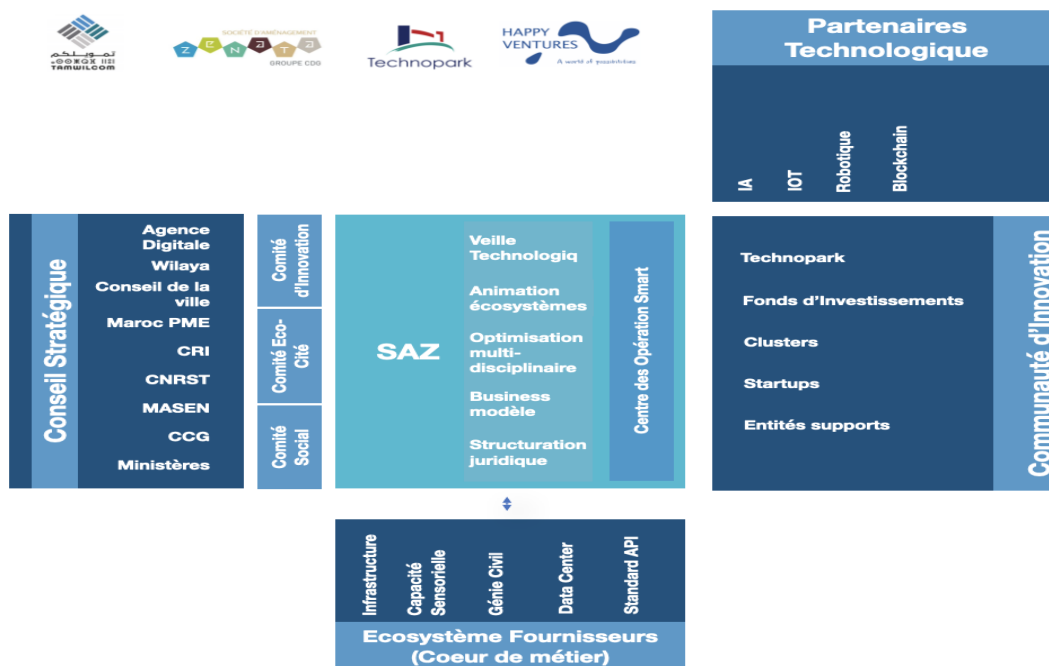 تمويلكم
TAMWILCOM
SOCIÉTÉ D'AMÉNAGEMENT
ZENATA
GROUPE CDG
Technopark
HAPPY
VENTURES
A world of possibilities
Partenaires
Technologique
IA
IOT
Robotique
Blockchain
Conseil Stratégique
Agence
Digitale
Wilaya
Conseil de la
ville
Maroc PME
CRI
CNRST
MASEN
CCG
Ministères
Comité
d'Innovation
Comité Eco-
Cité
Comité
Social
SAZ
Veille
Technologiq
Animation
écosystèmes
Optimisation
multi-
disciplinaire
Business
modèle
Structuration
juridique
Centre des Opération Smart
Technopark
Fonds d'Investissements
Clusters
Startups
Entités supports
Communauté d'Innovation
Infrastructure
Capacité
Sensorielle
Génie Civil
Data Center
Standard API
Ecosystème Fournisseurs
(Coeur de métier)